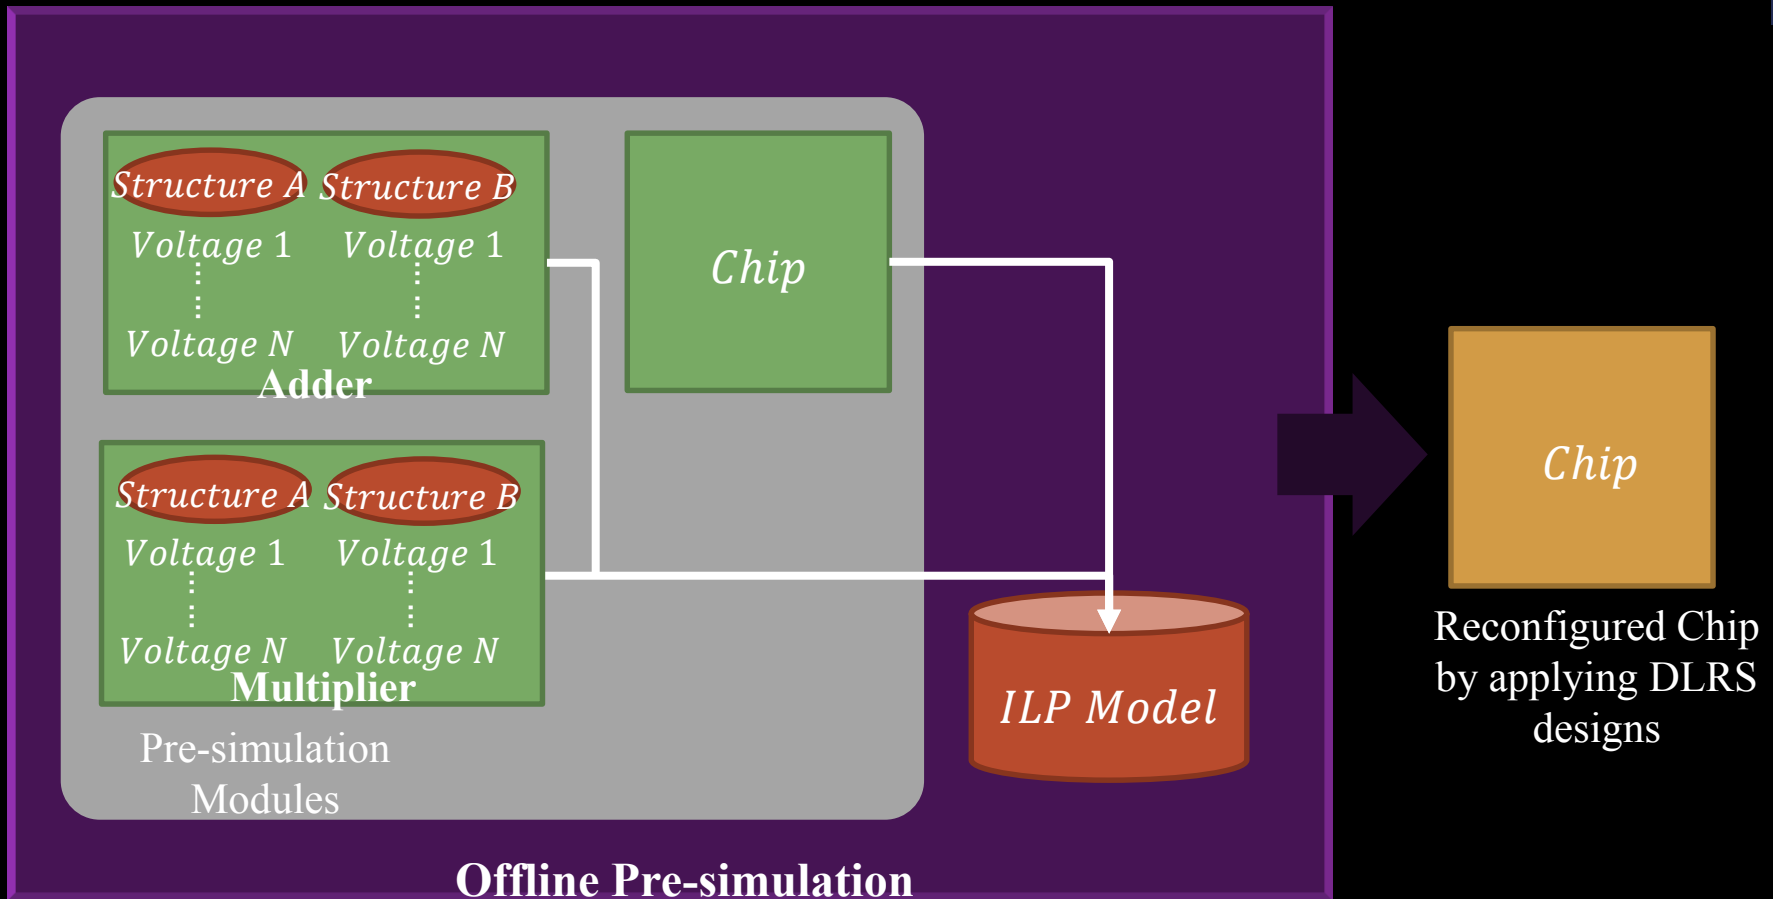 Structure A Structure B
Voltage 1 Voltage 1
Voltage N Voltage N
Adder
Chip
Structure A Structure B
Voltage 1 Voltage 1
Voltage N Voltage N
Multiplier
Pre-simulation
Modules
ILP Model
Offline Pre-simulation
Chip
Reconfigured Chip
by applying DLRS
designs